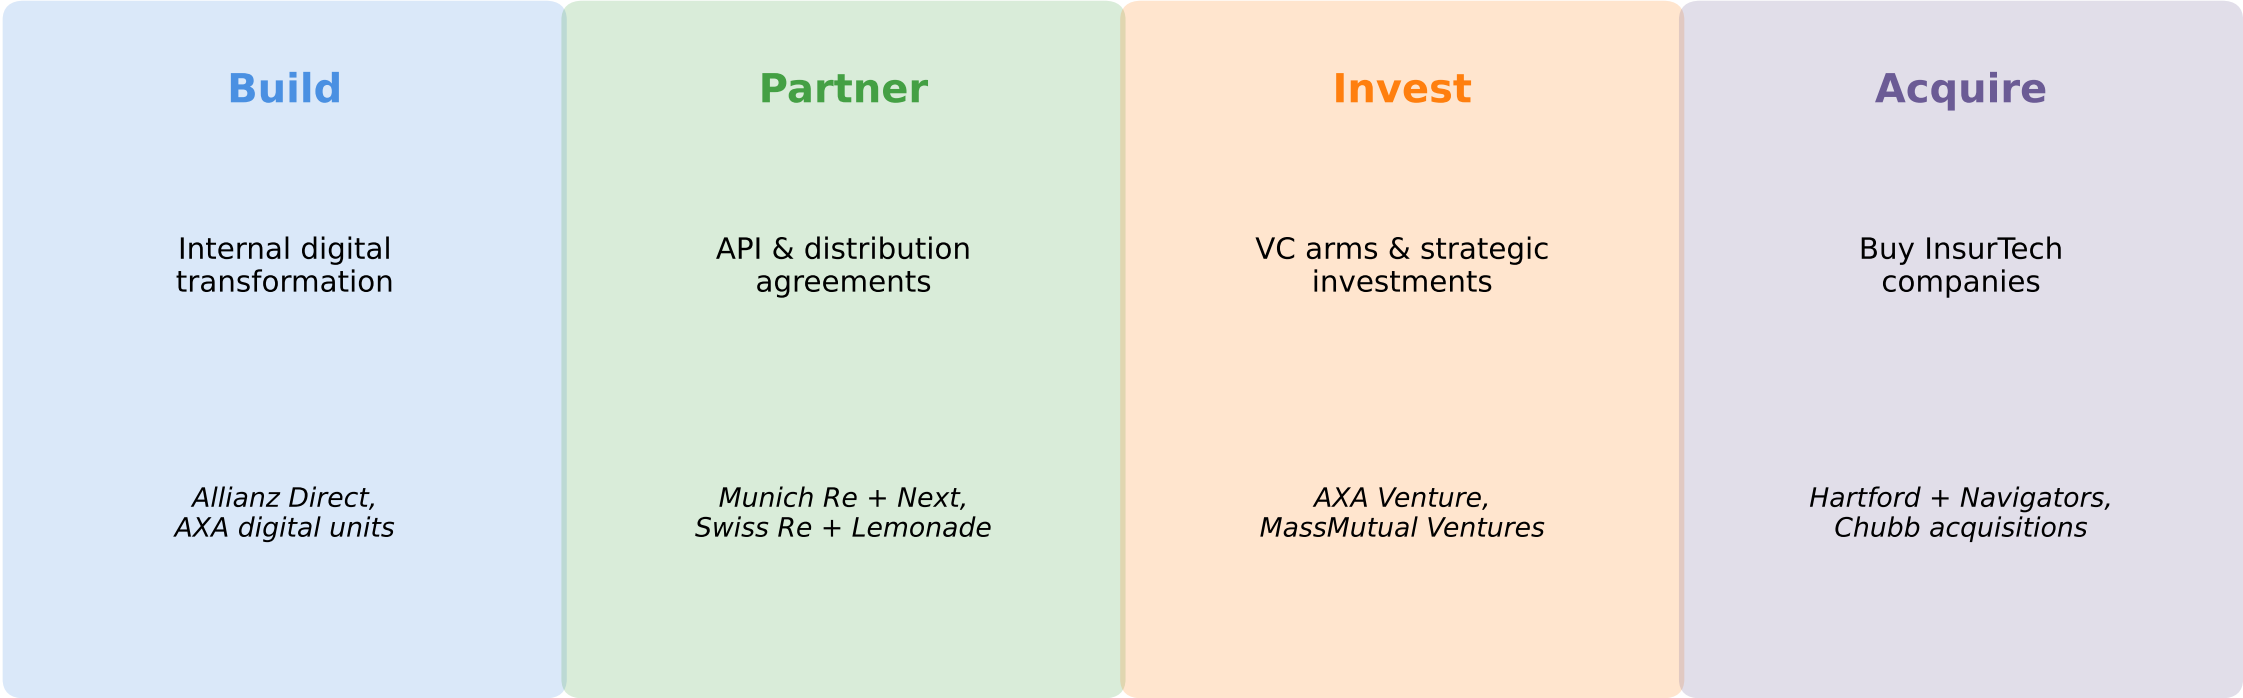 Build
Internal digital
transformation
Allianz Direct,
AXA digital units
Partner
API & distribution
agreements
Munich Re + Next,
Swiss Re + Lemonade
Invest
VC arms & strategic
investments
AXA Venture,
MassMutual Ventures
Acquire
Buy InsurTech
companies
Hartford + Navigators,
Chubb acquisitions